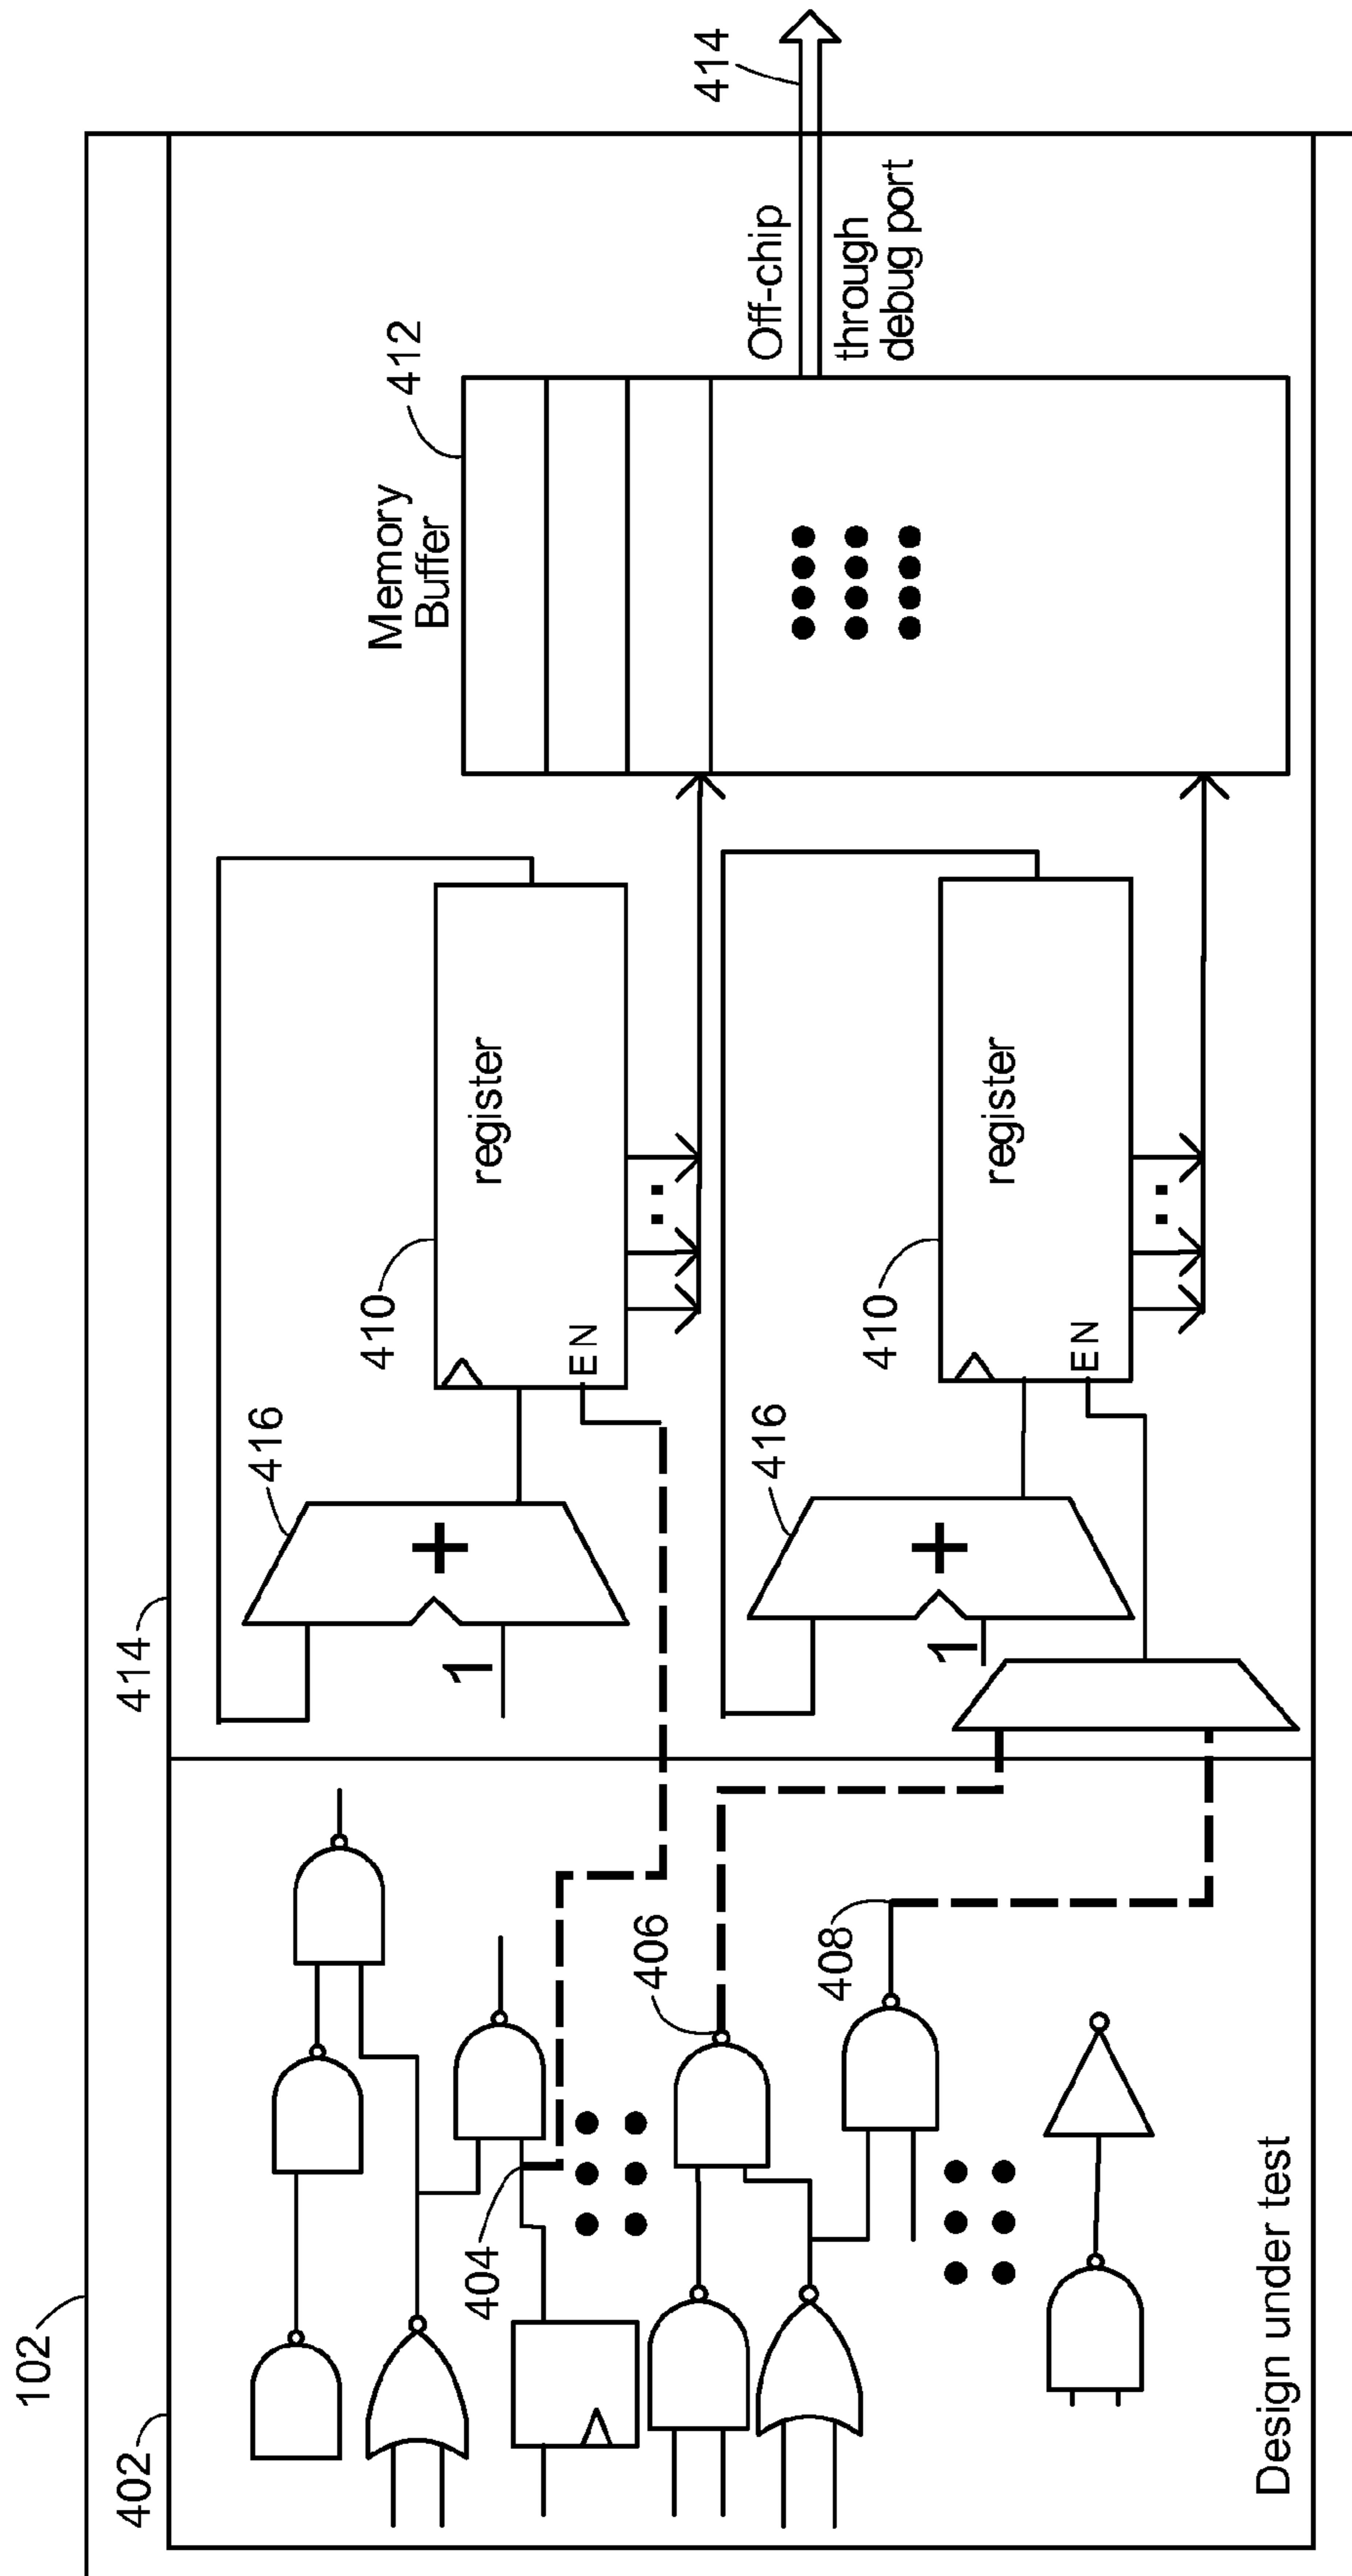 102
402
414
404
406
408
Design under test
416
+
1
410
register
EN
416
+
1
410
register
EN
Memory
Buffer
412
Off-chip
through
debug port
414